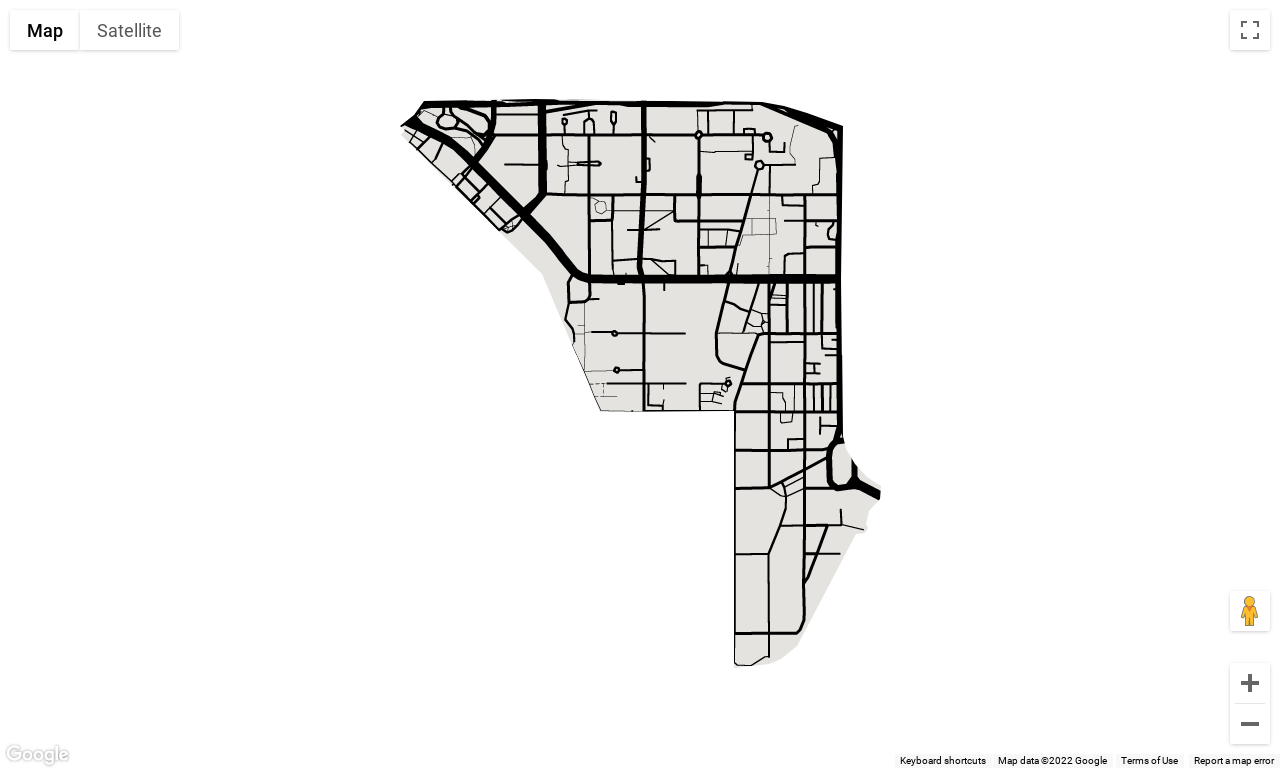 Map Satellite
Google
Keyboard shortcuts Map data ©2022 Google Terms of Use Report a map error